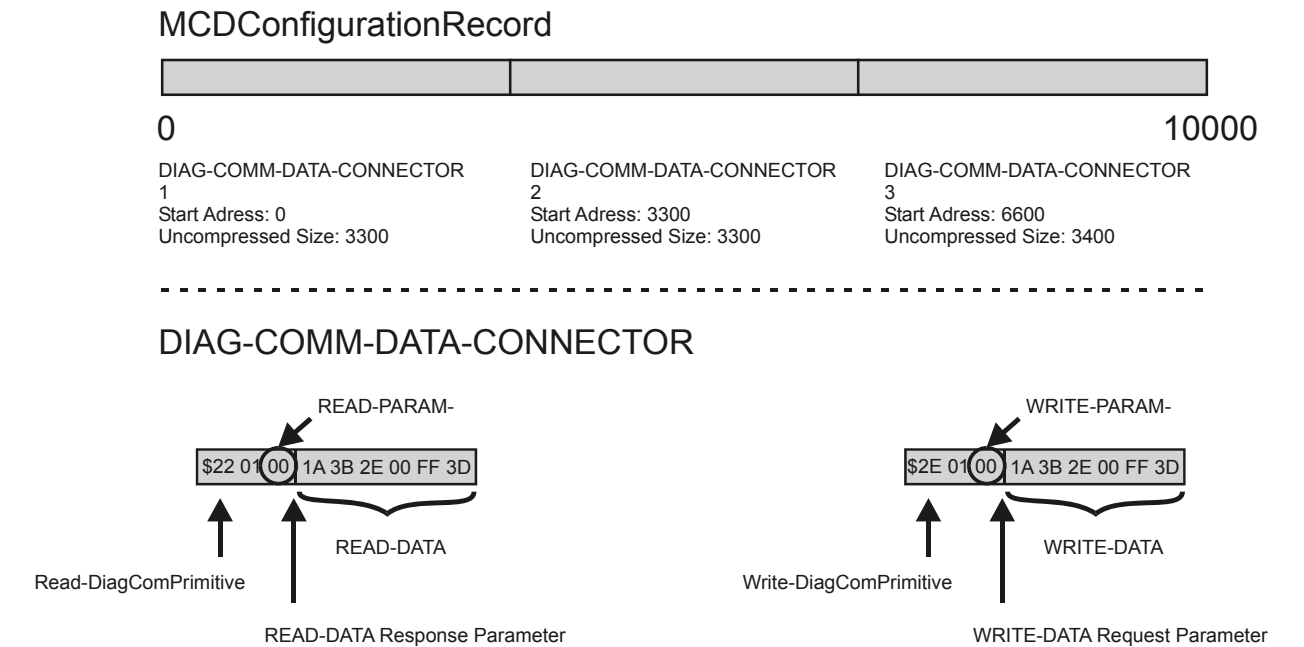 MCDConfigurationRecord
0
10000
DIAG-COMM-DATA-CONNECTOR
1
Start Adress: 0
Uncompressed Size: 3300
DIAG-COMM-DATA-CONNECTOR
2
Start Adress: 3300
Uncompressed Size: 3300
DIAG-COMM-DATA-CONNECTOR
3
Start Adress: 6600
Uncompressed Size: 3400
DIAG-COMM-DATA-CONNECTOR
READ-PARAM-
$22 01 00 1A 3B 2E 00 FF 3D
READ-DATA
Read-DiagComPrimitive
READ-DATA Response Parameter
WRITE-PARAM-
$2E 01 00 1A 3B 2E 00 FF 3D
WRITE-DATA
Write-DiagComPrimitive
WRITE-DATA Request Parameter